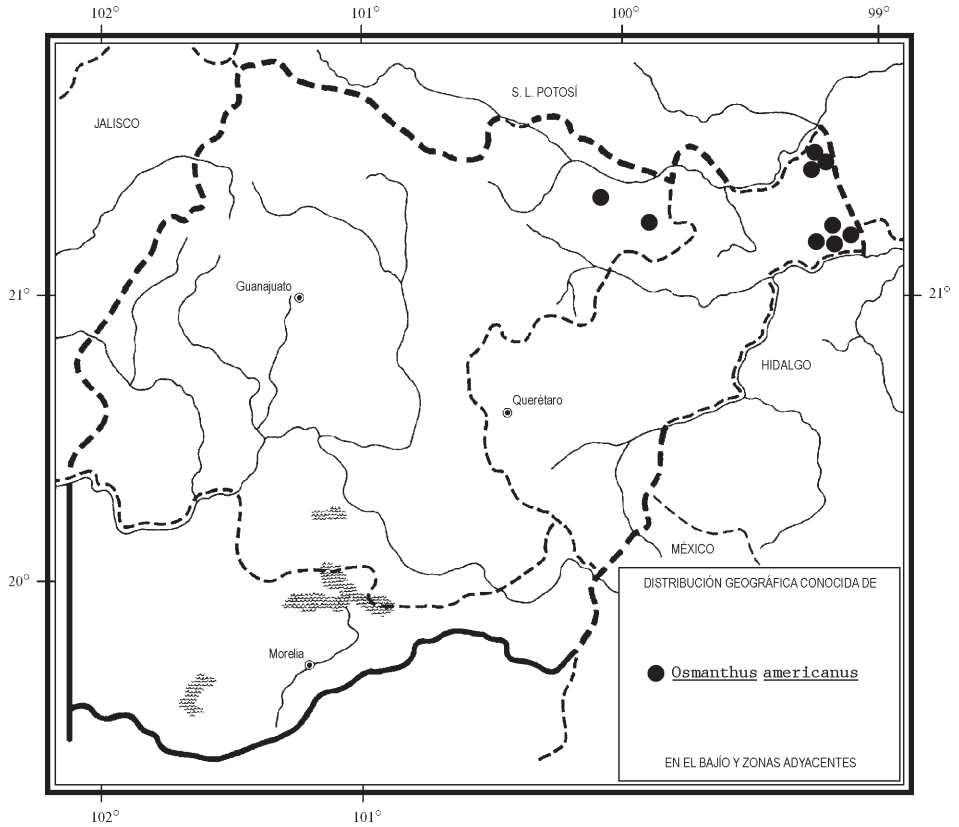 102° 101° 100° 99°
S. L. POTOSÍ
JALISCO
Guanajuato
21° 21°
HIDALGO
Querétaro
MÉXICO
20°
DISTRIBUCIÓN GEOGRÁFICA CONOCIDA DE
Morelia
Osmanthus americanus
EN EL BAJÍO Y ZONAS ADYACENTES
102° 101°